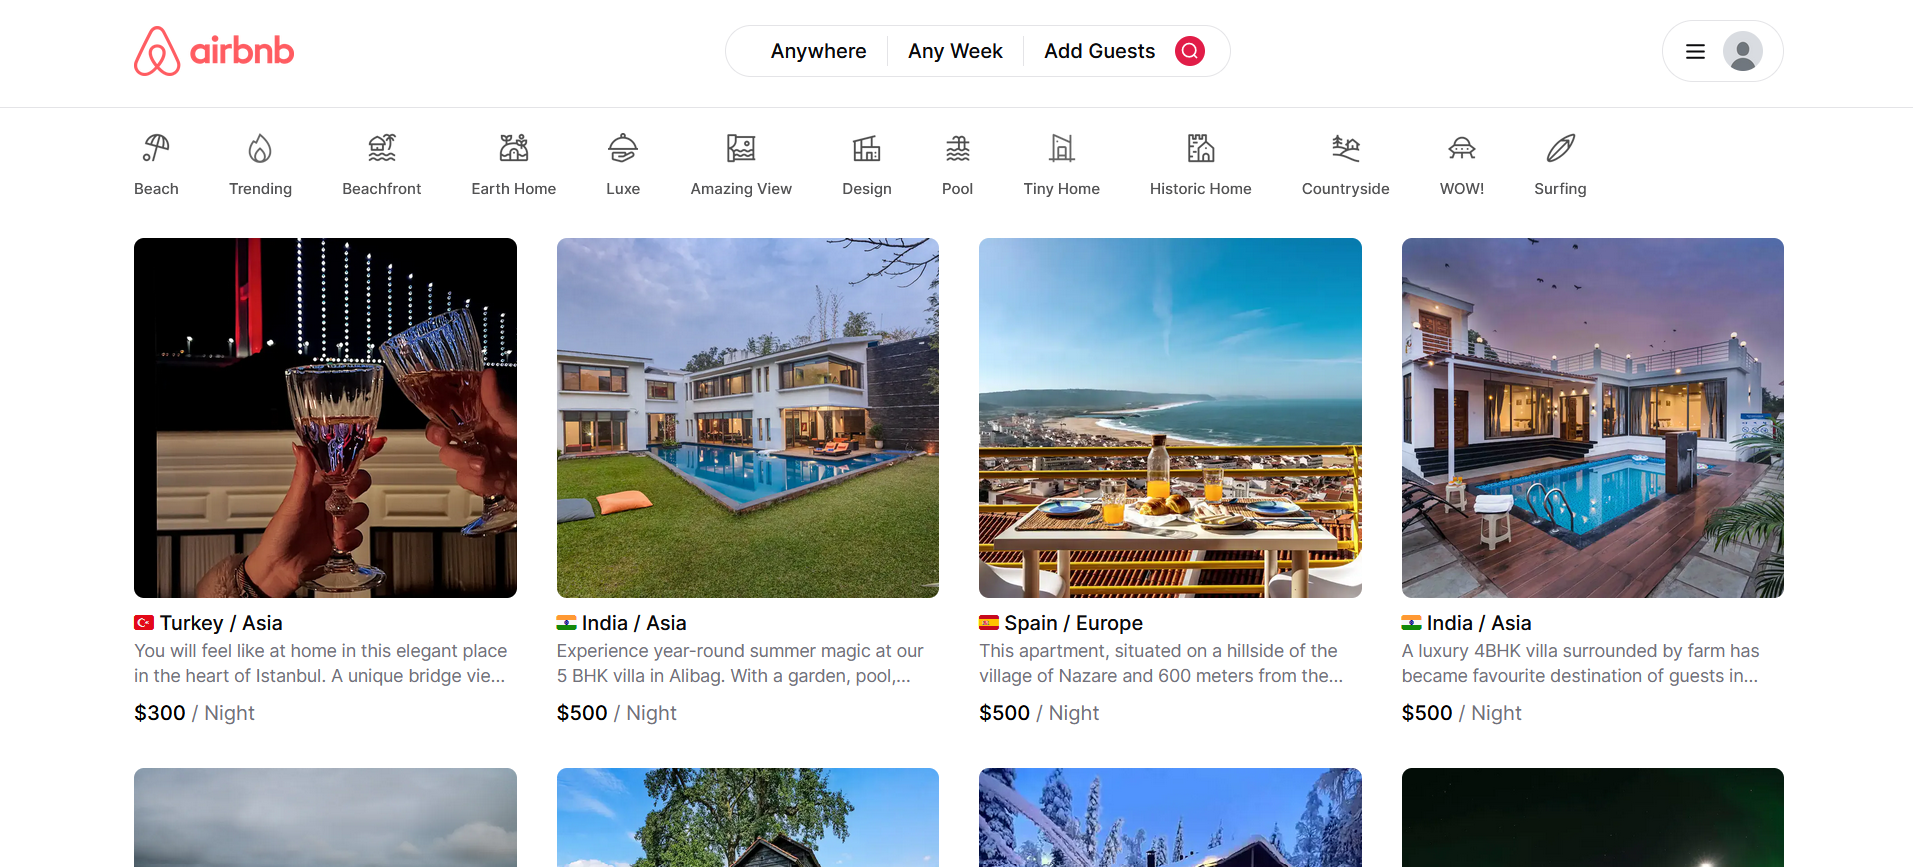 airbnb
Anywhere
Any Week
Add Guests
Beach
Trending
Beachfront
Earth Home
Luxe
Amazing View
Design
Pool
Tiny Home
Historic Home
Countryside
WOW!
Surfing
Turkey / Asia
You will feel like at home in this elegant place
in the heart of Istanbul. A unique bridge vie...
$300 / Night
India / Asia
Experience year-round summer magic at our
5 BHK villa in Alibag. With a garden, pool,...
$500 / Night
Spain / Europe
This apartment, situated on a hillside of the
village of Nazare and 600 meters from the...
$500 / Night
India / Asia
A luxury 4BHK villa surrounded by farm has
became favourite destination of guests in...
$500 / Night